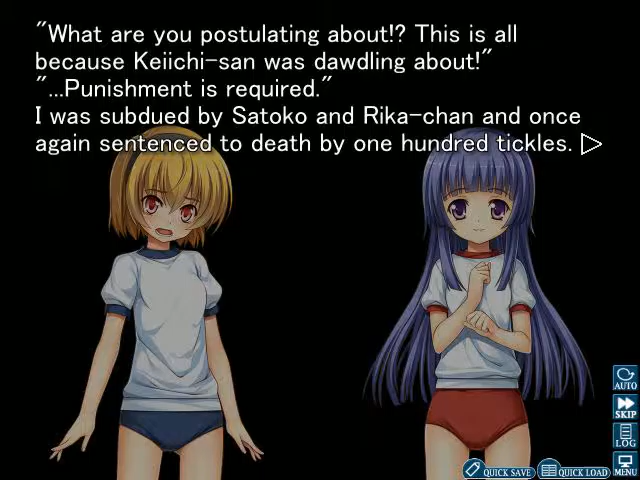 "What are you postulating about!? This is all
because Keiichi-san was dawdling about!"
"...Punishment is required."
I was subdued by Satoko and Rika-chan and once
again sentenced to death by one hundred tickles.
AUTO
SKIP
LOG
MENU
QUICK SAVE
QUICK LOAD